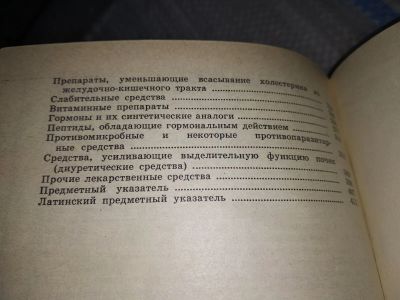 Препараты, уменьшающие всасывание холестерина из
желудочно-кишечного тракта
Слабительные средства
Витаминные препараты
Гормоны и их синтетические аналоги
Пептиды, обладающие гормональным действием
Противомикробные и некоторые противопаразитар-
ные средства
Средства, усиливающие выделительную функцию почек
(диуретические средства)
Прочие лекарственные средства
Предметный указатель
Латинский предметный указатель